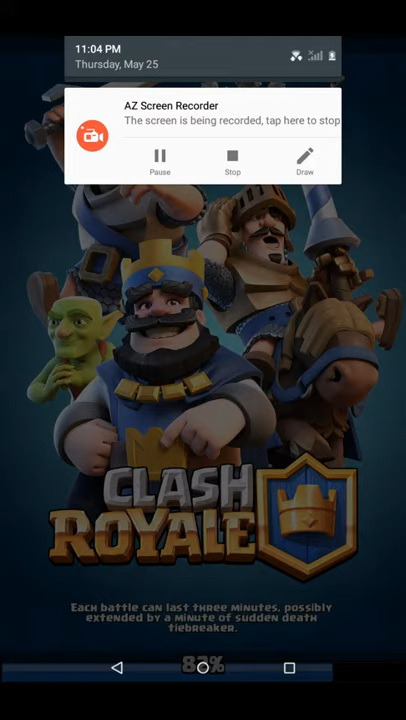 11:04 PM
Thursday, May 25
AZ Screen Recorder
The screen is being recorded, tap here to stop
Pause
Stop
Draw
CLASH
ROYALE
Each battle can last three minutes, possibly
extended by a minute of sudden death
tiebreaker.
82%